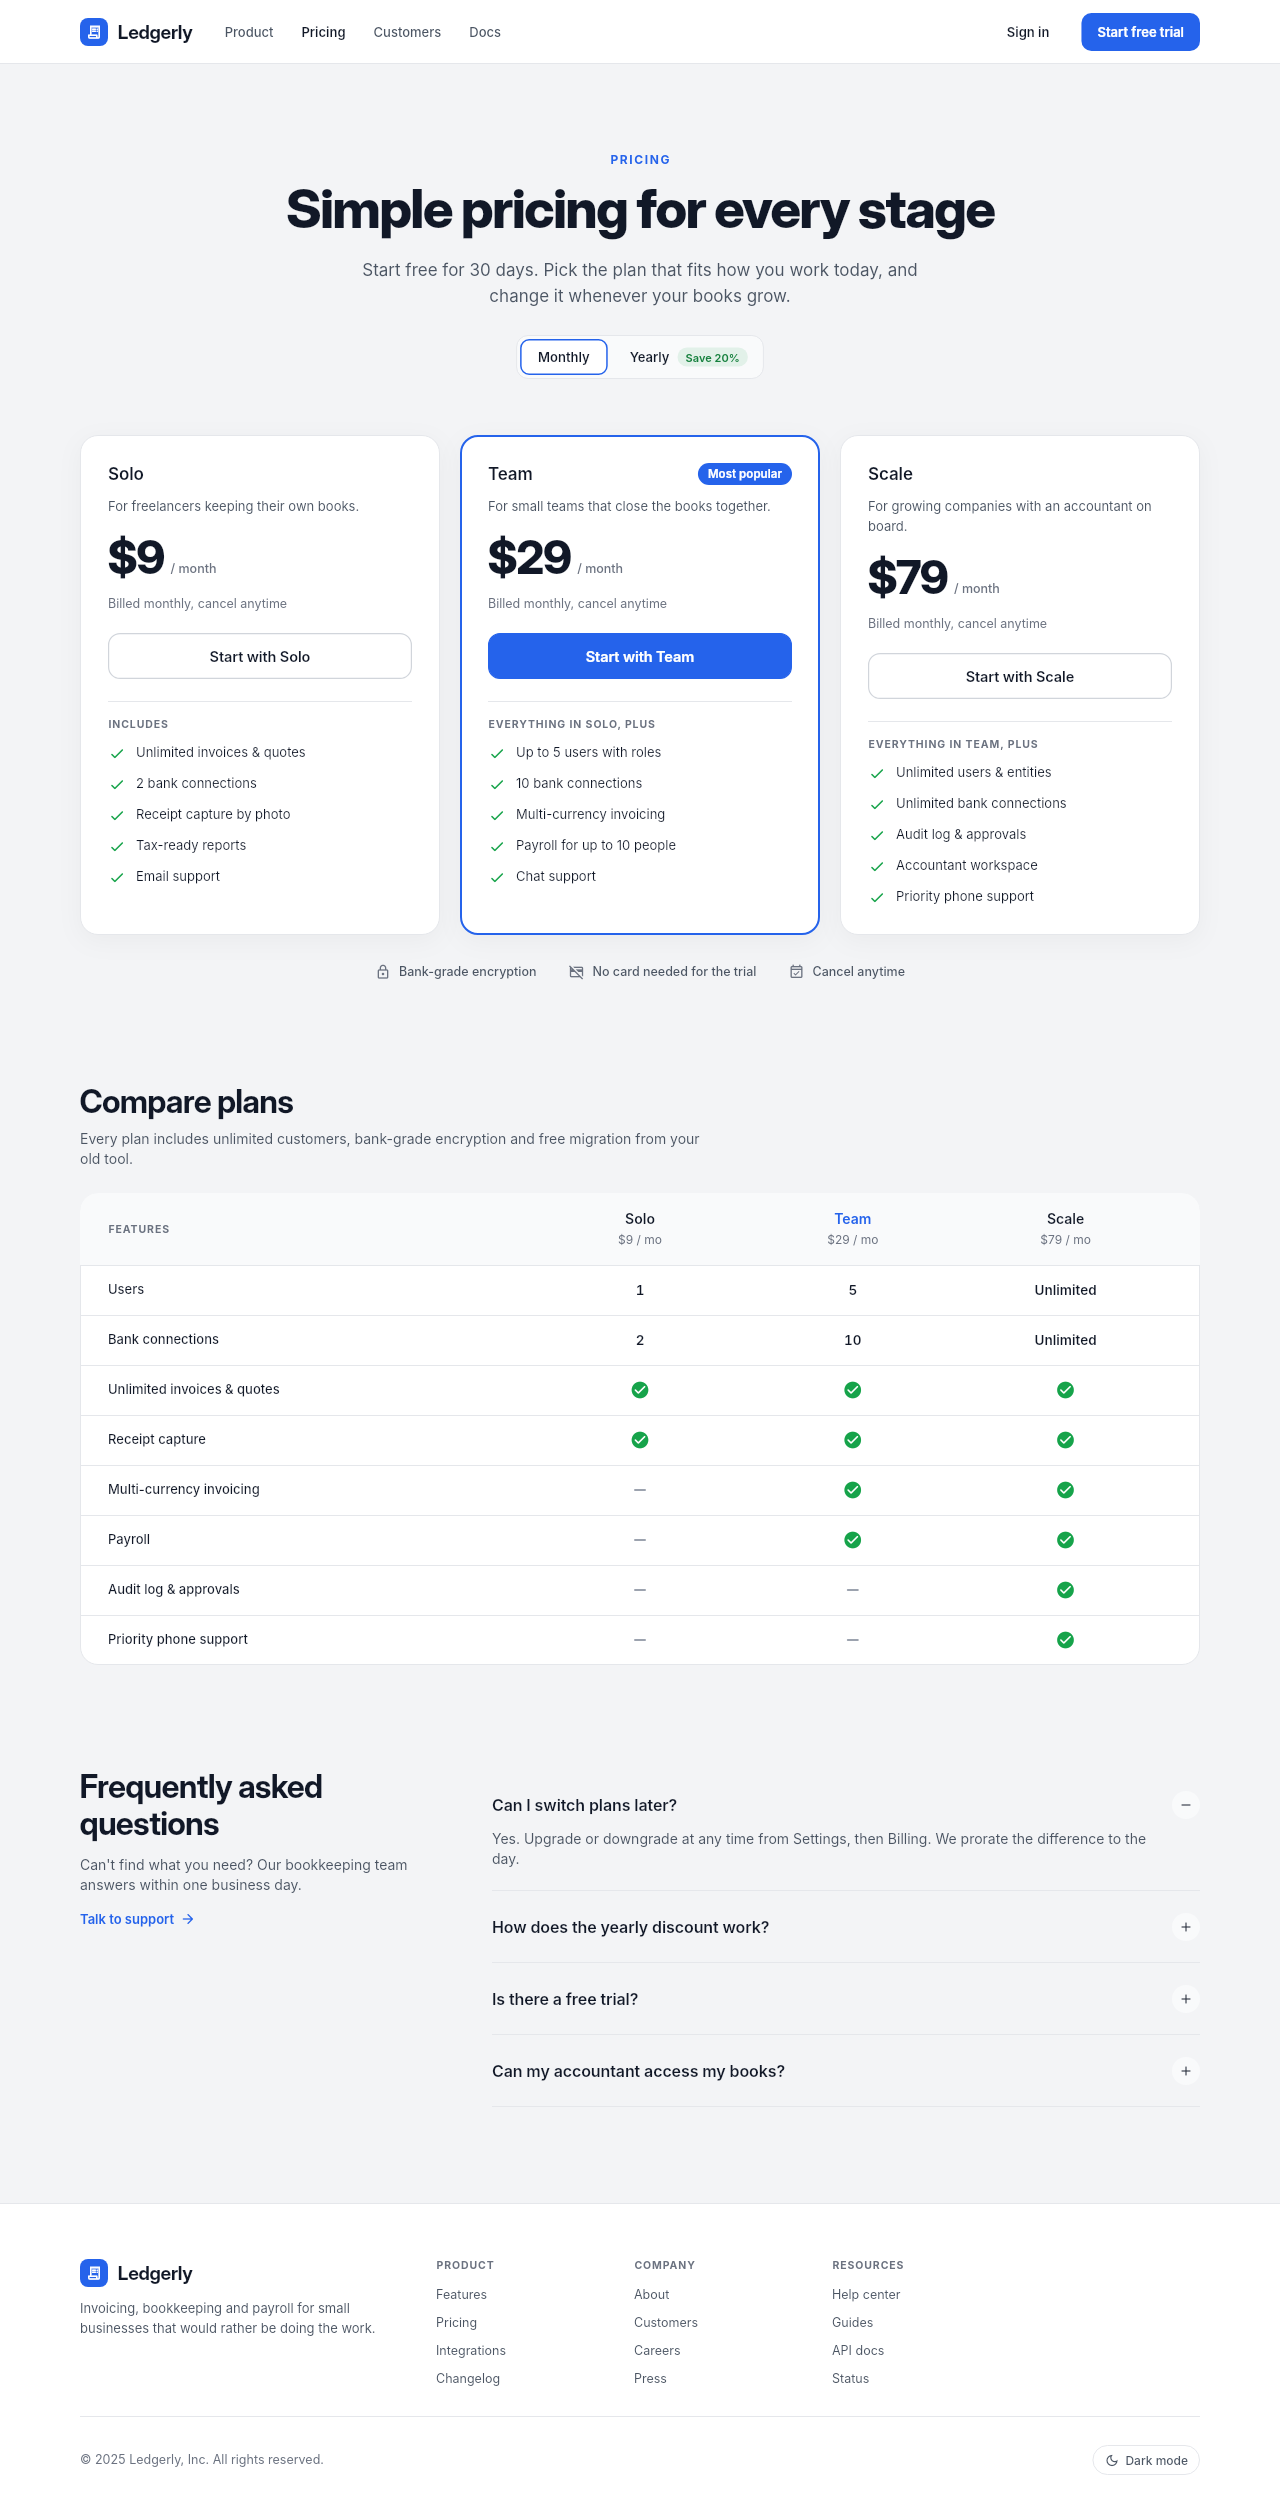 Ledgerly Product Pricing Customers Docs Sign in Start free trial
PRICING
Simple pricing for every stage
Start free for 30 days. Pick the plan that fits how you work today, and
change it whenever your books grow.
Monthly Yearly Save 20%
Solo
For freelancers keeping their own books.
$9 / month
Billed monthly, cancel anytime
Start with Solo
INCLUDES
Unlimited invoices & quotes
2 bank connections
Receipt capture by photo
Tax-ready reports
Email support
Team Most popular
For small teams that close the books together.
$29 / month
Billed monthly, cancel anytime
Start with Team
EVERYTHING IN SOLO, PLUS
Up to 5 users with roles
10 bank connections
Multi-currency invoicing
Payroll for up to 10 people
Chat support
Scale
For growing companies with an accountant on
board.
$79 / month
Billed monthly, cancel anytime
Start with Scale
EVERYTHING IN TEAM, PLUS
Unlimited users & entities
Unlimited bank connections
Audit log & approvals
Accountant workspace
Priority phone support
Bank-grade encryption No card needed for the trial Cancel anytime
Compare plans
Every plan includes unlimited customers, bank-grade encryption and free migration from your
old tool.
FEATURES Solo Team Scale
$9 / mo $29 / mo $79 / mo
Users 1 5 Unlimited
Bank connections 2 10 Unlimited
Unlimited invoices & quotes
Receipt capture
Multi-currency invoicing
Payroll
Audit log & approvals
Priority phone support
Frequently asked
questions
Can't find what you need? Our bookkeeping team
answers within one business day.
Talk to support
Can I switch plans later?
Yes. Upgrade or downgrade at any time from Settings, then Billing. We prorate the difference to the
day.
How does the yearly discount work?
Is there a free trial?
Can my accountant access my books?
Ledgerly
Invoicing, bookkeeping and payroll for small
businesses that would rather be doing the work.
PRODUCT
Features
Pricing
Integrations
Changelog
COMPANY
About
Customers
Careers
Press
RESOURCES
Help center
Guides
API docs
Status
© 2025 Ledgerly, Inc. All rights reserved.
Dark mode